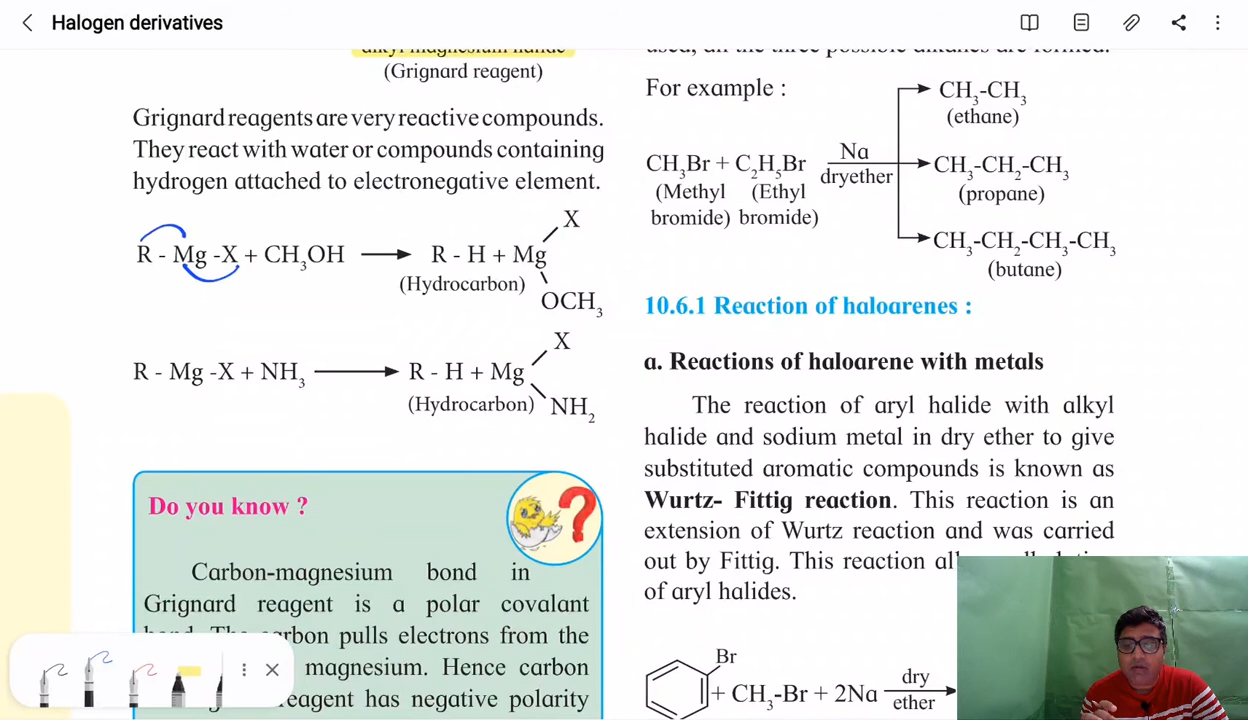 Halogen derivatives
(Grignard reagent)
Grignard reagents are very reactive compounds.
They react with water or compounds containing
hydrogen attached to electronegative element.
X
R - Mg -X + CH3OH ⟶ R - H + Mg
(Hydrocarbon)
OCH3
X
R - Mg -X + NH3 ⟶ R - H + Mg
(Hydrocarbon)
NH2
Do you know ?
Carbon-magnesium bond in
Grignard reagent is a polar covalant
rbon pulls electrons from the
magnesium. Hence carbon
reagent has negative polarity
For example :
CH3-CH3
(ethane)
CH3Br + C2H5Br Na dryether CH3-CH2-CH3
(Methyl (Ethyl (propane)
bromide) bromide)
CH3-CH2-CH3-CH3
(butane)
10.6.1 Reaction of haloarenes :
a. Reactions of haloarene with metals
The reaction of aryl halide with alkyl
halide and sodium metal in dry ether to give
substituted aromatic compounds is known as
Wurtz- Fittig reaction. This reaction is an
extension of Wurtz reaction and was carried
out by Fittig. This reaction
of aryl halides.
Br
+ CH3-Br + 2Na dry ether